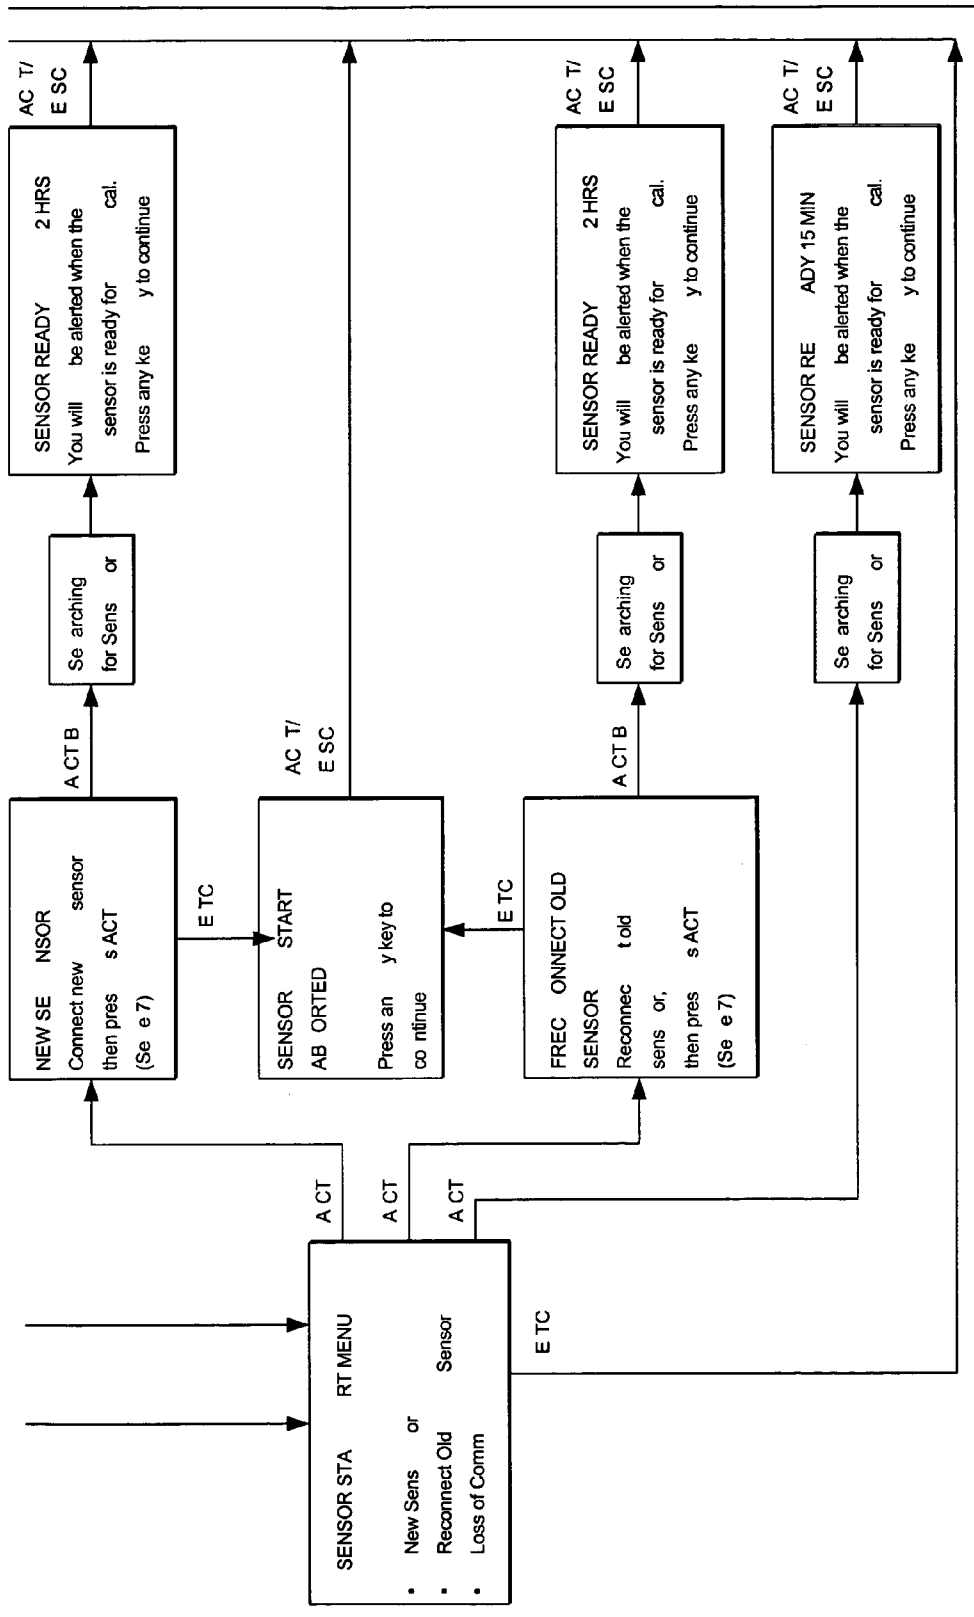 SENSOR STA RT MENU
• New Sens or
• Reconnect Old Sensor
• Loss of Comm
A CT
A CT
A CT
E TC
NEW SE NSOR
Connect new sensor
then pres s ACT
(Se e 7)
A CT B
E TC
Se arching
for Sens or
SENSOR READY 2 HRS
You will be alerted when the
sensor is ready for cal.
Press any ke y to continue
AC T/
E SC
SENSOR START
AB ORTED
Press an y key to
co ntinue
AC T/
E SC
E TC
FREC ONNECT OLD
SENSOR
Reconnec t old
sens or,
then pres s ACT
(Se e 7)
A CT B
Se arching
for Sens or
SENSOR READY 2 HRS
You will be alerted when the
sensor is ready for cal.
Press any ke y to continue
AC T/
E SC
Se arching
for Sens or
SENSOR RE ADY 15 MIN
You will be alerted when the
sensor is ready for cal.
Press any ke y to continue
AC T/
E SC